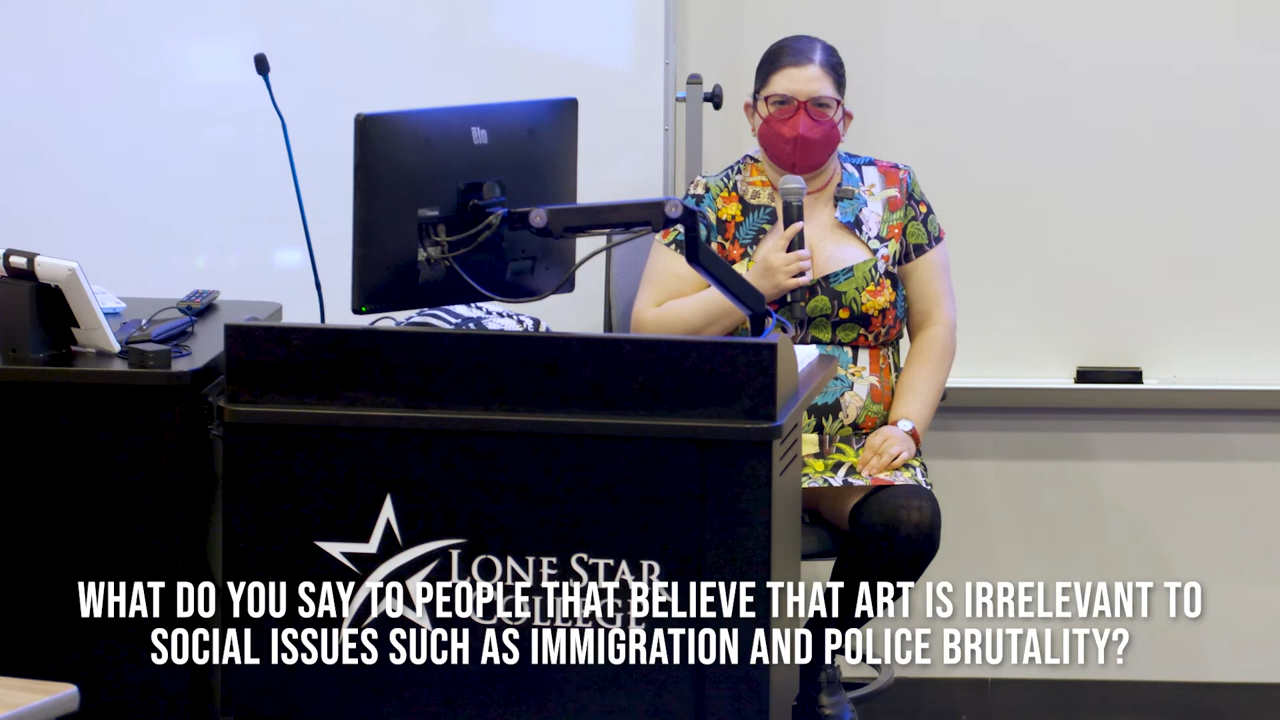 elo
LONE STAR
COLLEGE
WHAT DO YOU SAY TO PEOPLE THAT BELIEVE THAT ART IS IRRELEVANT TO
SOCIAL ISSUES SUCH AS IMMIGRATION AND POLICE BRUTALITY?